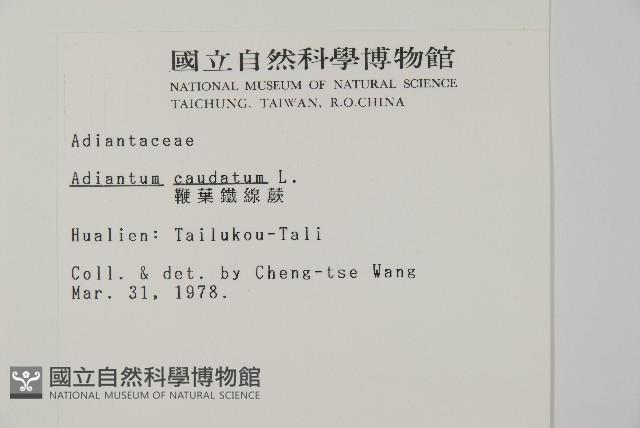 國立自然科學博物館
NATIONAL MUSEUM OF NATURAL SCIENCE
TAICHUNG, TAIWAN, R.O.CHINA
Adiantaceae
Adiantum caudatum L.
鞭葉鐵線蕨
Hualien: Tailukou-Tali
Coll. & det. by Cheng-tse Wang
Mar. 31, 1978.
國立自然科學博物館
NATIONAL MUSEUM OF NATURAL SCIENCE